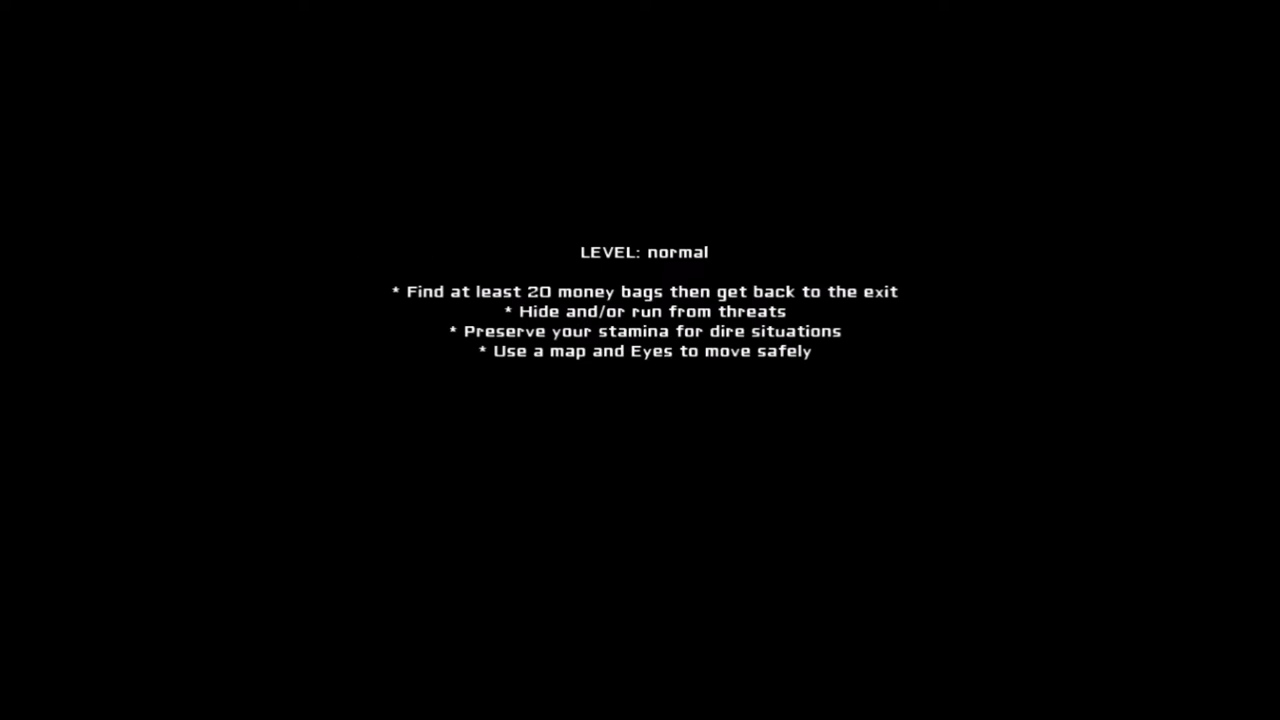 LEVEL: normal
* Find at least 20 money bags then get back to the exit
* Hide and/or run from threats
* Preserve your stamina for dire situations
* Use a map and Eyes to move safely